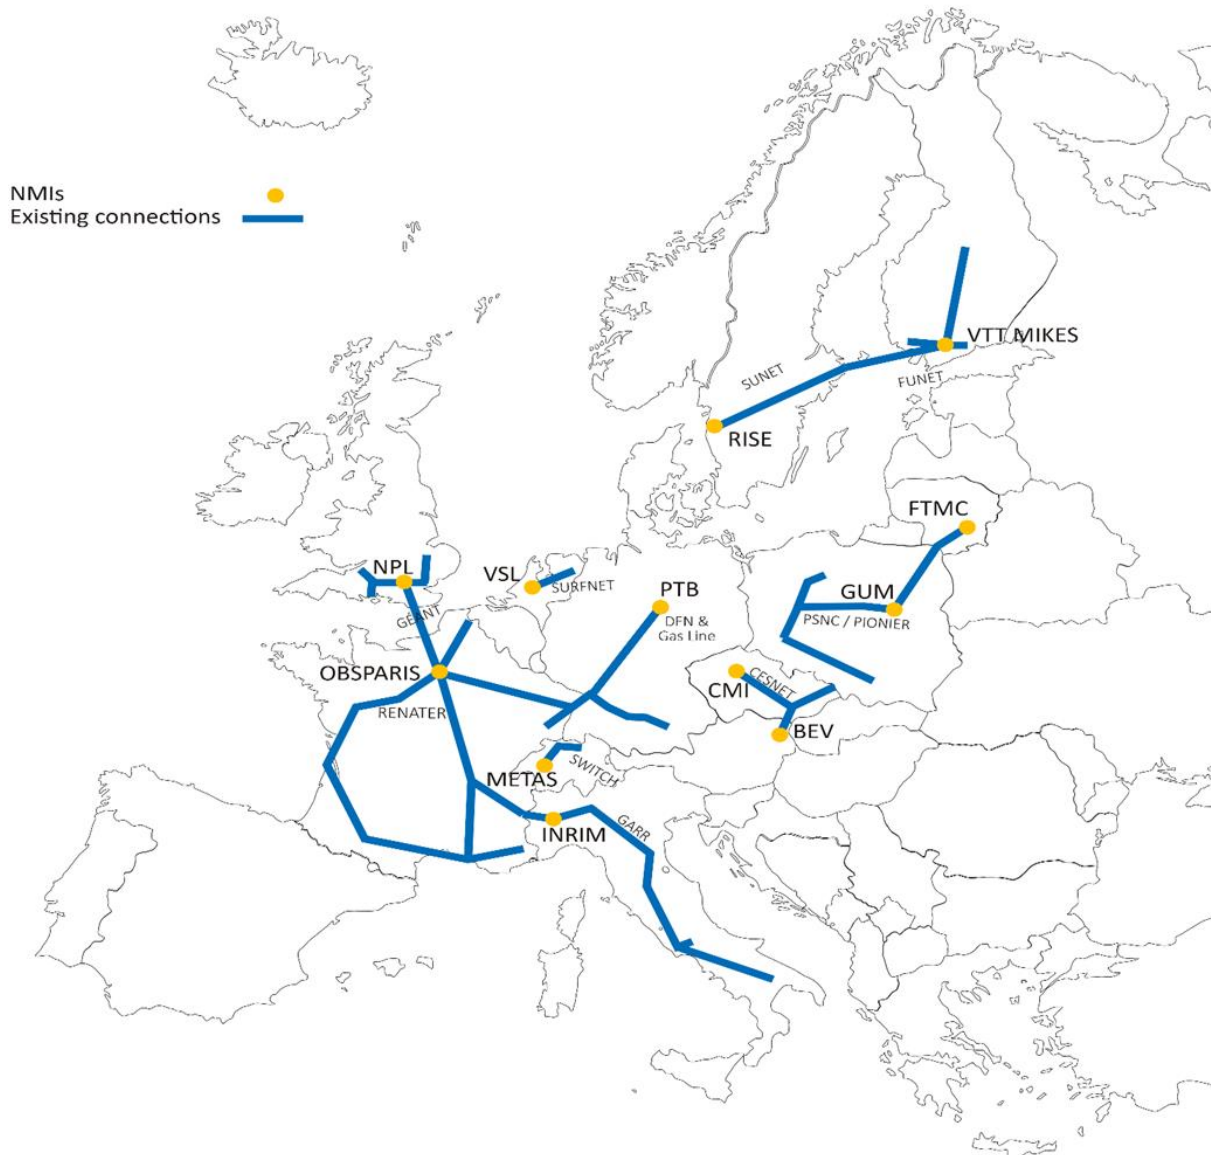 NMIs
Existing connections
VTT MIKES
SUNET
FUNET
RISE
FTMC
NPL
VSL
SURFNET
PTB
GUM
GÉANT
DFN &
Gas Line
PSNC / PIONIER
OBSPARIS
CESNET
CMI
RENATER
BEV
METAS
SWITCH
INRIM
GARR